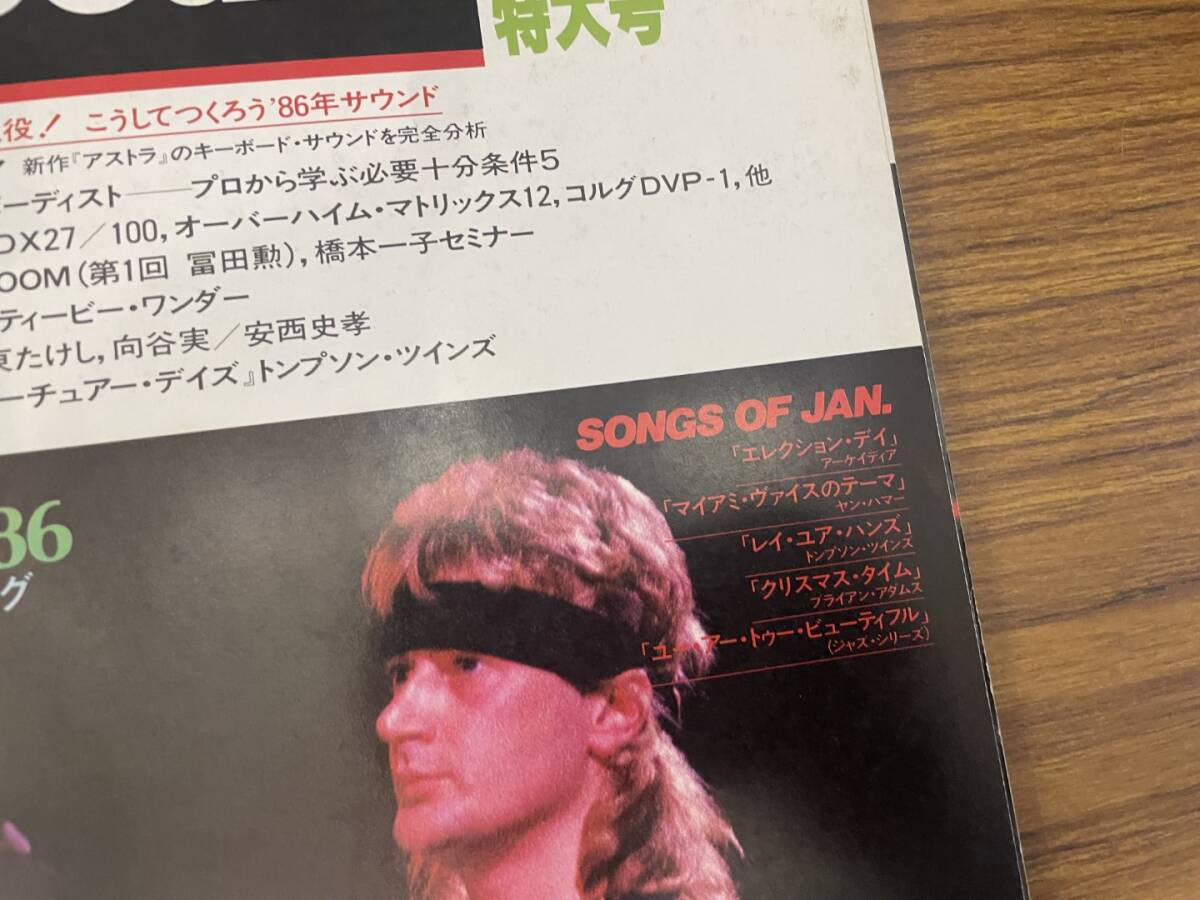 特大号
役! こうしてつくろう'86年サウンド
新作『アストラ』のキーボード・サウンドを完全分析
ボーディスト——プロから学ぶ必要十分条件5
DX27/100, オーバーハイム・マトリックス12, コルグDVP-1, 他
OOM(第1回 冨田勲), 橋本一子セミナー
ティービー・ワンダー
東たけし, 向谷実/安西史孝
ーチュアー・デイズ』トンプソン・ツインズ
SONGS OF JAN.
「エレクション・デイ」
アーケイディア
「マイアミ・ヴァイスのテーマ」
ヤン・ハマー
「レイ・ユア・ハンズ」
トンプソン・ツインズ
「クリスマス・タイム」
ブライアン・アダムス
「ユー・アー・トゥー・ビューティフル」
(ジャズ・シリーズ)
86
グ